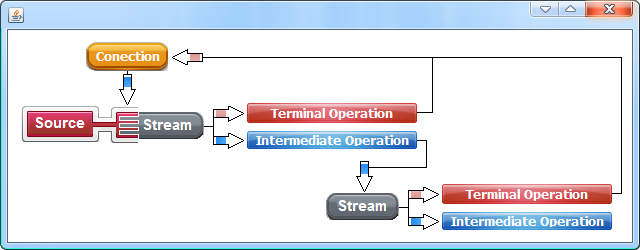 Conection
Source
Stream
Terminal Operation
Intermediate Operation
Stream
Terminal Operation
Intermediate Operation